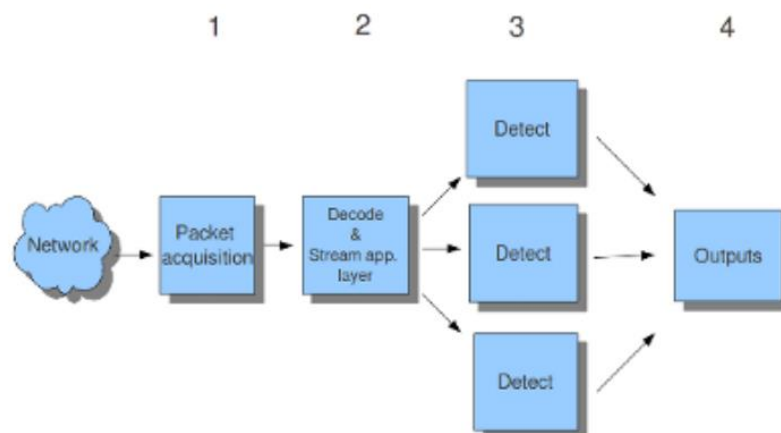 1
2
3
4
Network
Packet
acquisition
Decode
&
Stream app.
layer
Detect
Detect
Detect
Outputs